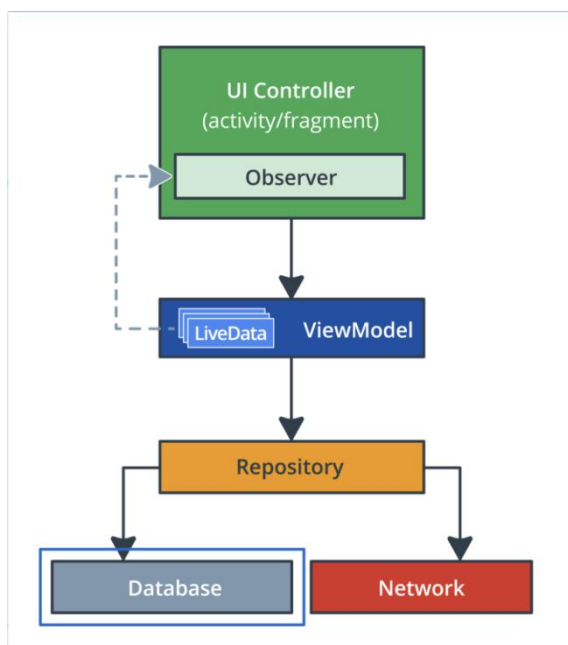 UI Controller
(activity/fragment)
Observer
LiveData
ViewModel
Repository
Database
Network